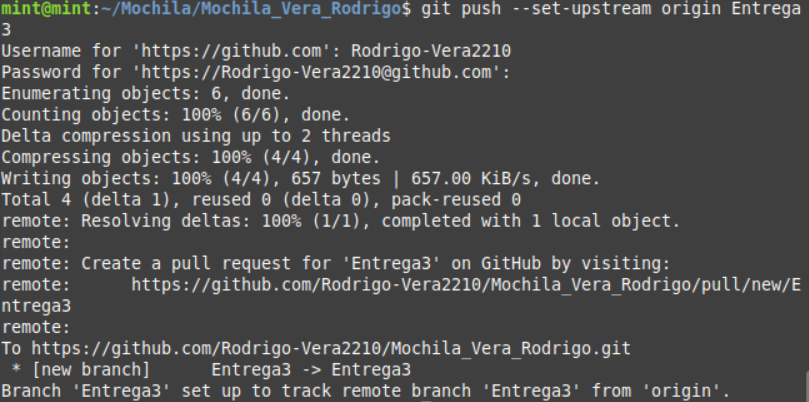 mint@mint:~/Mochila/Mochila_Vera_Rodrigo$ git push --set-upstream origin Entrega
3
Username for 'https://github.com': Rodrigo-Vera2210
Password for 'https://Rodrigo-Vera2210@github.com':
Enumerating objects: 6, done.
Counting objects: 100% (6/6), done.
Delta compression using up to 2 threads
Compressing objects: 100% (4/4), done.
Writing objects: 100% (4/4), 657 bytes | 657.00 KiB/s, done.
Total 4 (delta 1), reused 0 (delta 0), pack-reused 0
remote: Resolving deltas: 100% (1/1), completed with 1 local object.
remote:
remote: Create a pull request for 'Entrega3' on GitHub by visiting:
remote:      https://github.com/Rodrigo-Vera2210/Mochila_Vera_Rodrigo/pull/new/E
ntrega3
remote:
To https://github.com/Rodrigo-Vera2210/Mochila_Vera_Rodrigo.git
 * [new branch]      Entrega3 -> Entrega3
Branch 'Entrega3' set up to track remote branch 'Entrega3' from 'origin'.